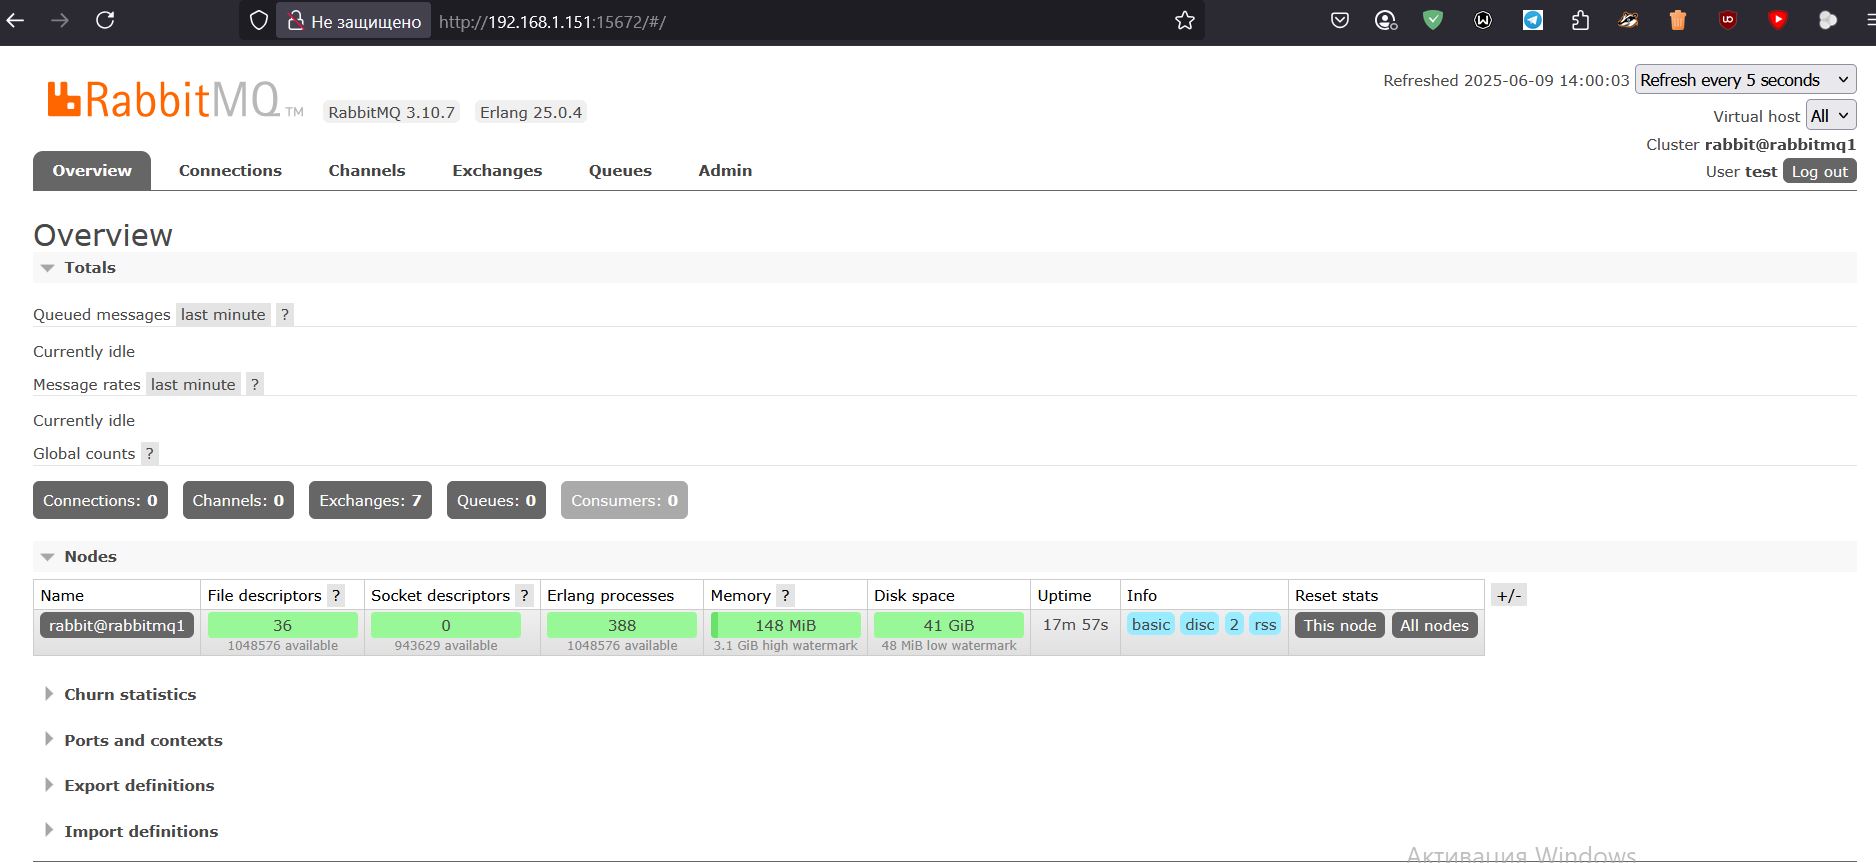 Не защищено http://192.168.1.151:15672/#/
Refreshed 2025-06-09 14:00:03 Refresh every 5 seconds
RabbitMQ TM RabbitMQ 3.10.7 Erlang 25.0.4
Virtual host All
Cluster rabbit@rabbitmq1
User test Log out
Overview Connections Channels Exchanges Queues Admin
Overview
Totals
Queued messages last minute ?
Currently idle
Message rates last minute ?
Currently idle
Global counts ?
Connections: 0 Channels: 0 Exchanges: 7 Queues: 0 Consumers: 0
Nodes
Name File descriptors ? Socket descriptors ? Erlang processes Memory ? Disk space Uptime Info Reset stats +/-
rabbit@rabbitmq1 36 0 388 148 MiB 41 GiB 17m 57s basic disc 2 rss This node All nodes
1048576 available 943629 available 1048576 available 3.1 GiB high watermark 48 MiB low watermark
Churn statistics
Ports and contexts
Export definitions
Import definitions
Активация Windows